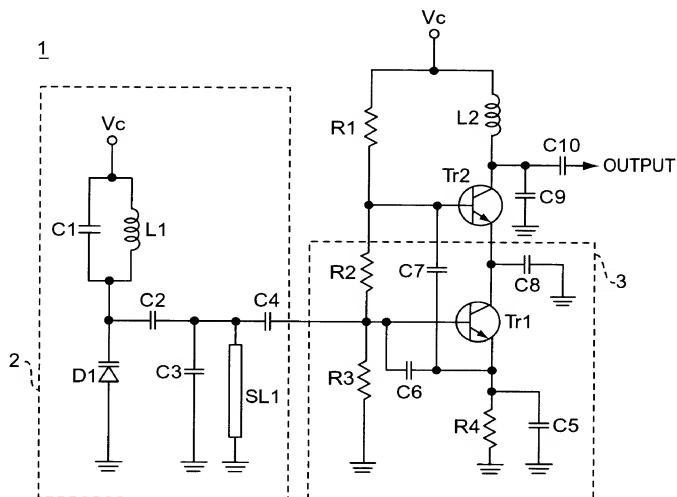 1
Vc
Vc
R1
L2
C10
OUTPUT
Tr2
C9
C1
L1
R2
C7
C8
3
C2
C4
Tr1
2
D1
C3
SL1
R3
C6
R4
C5